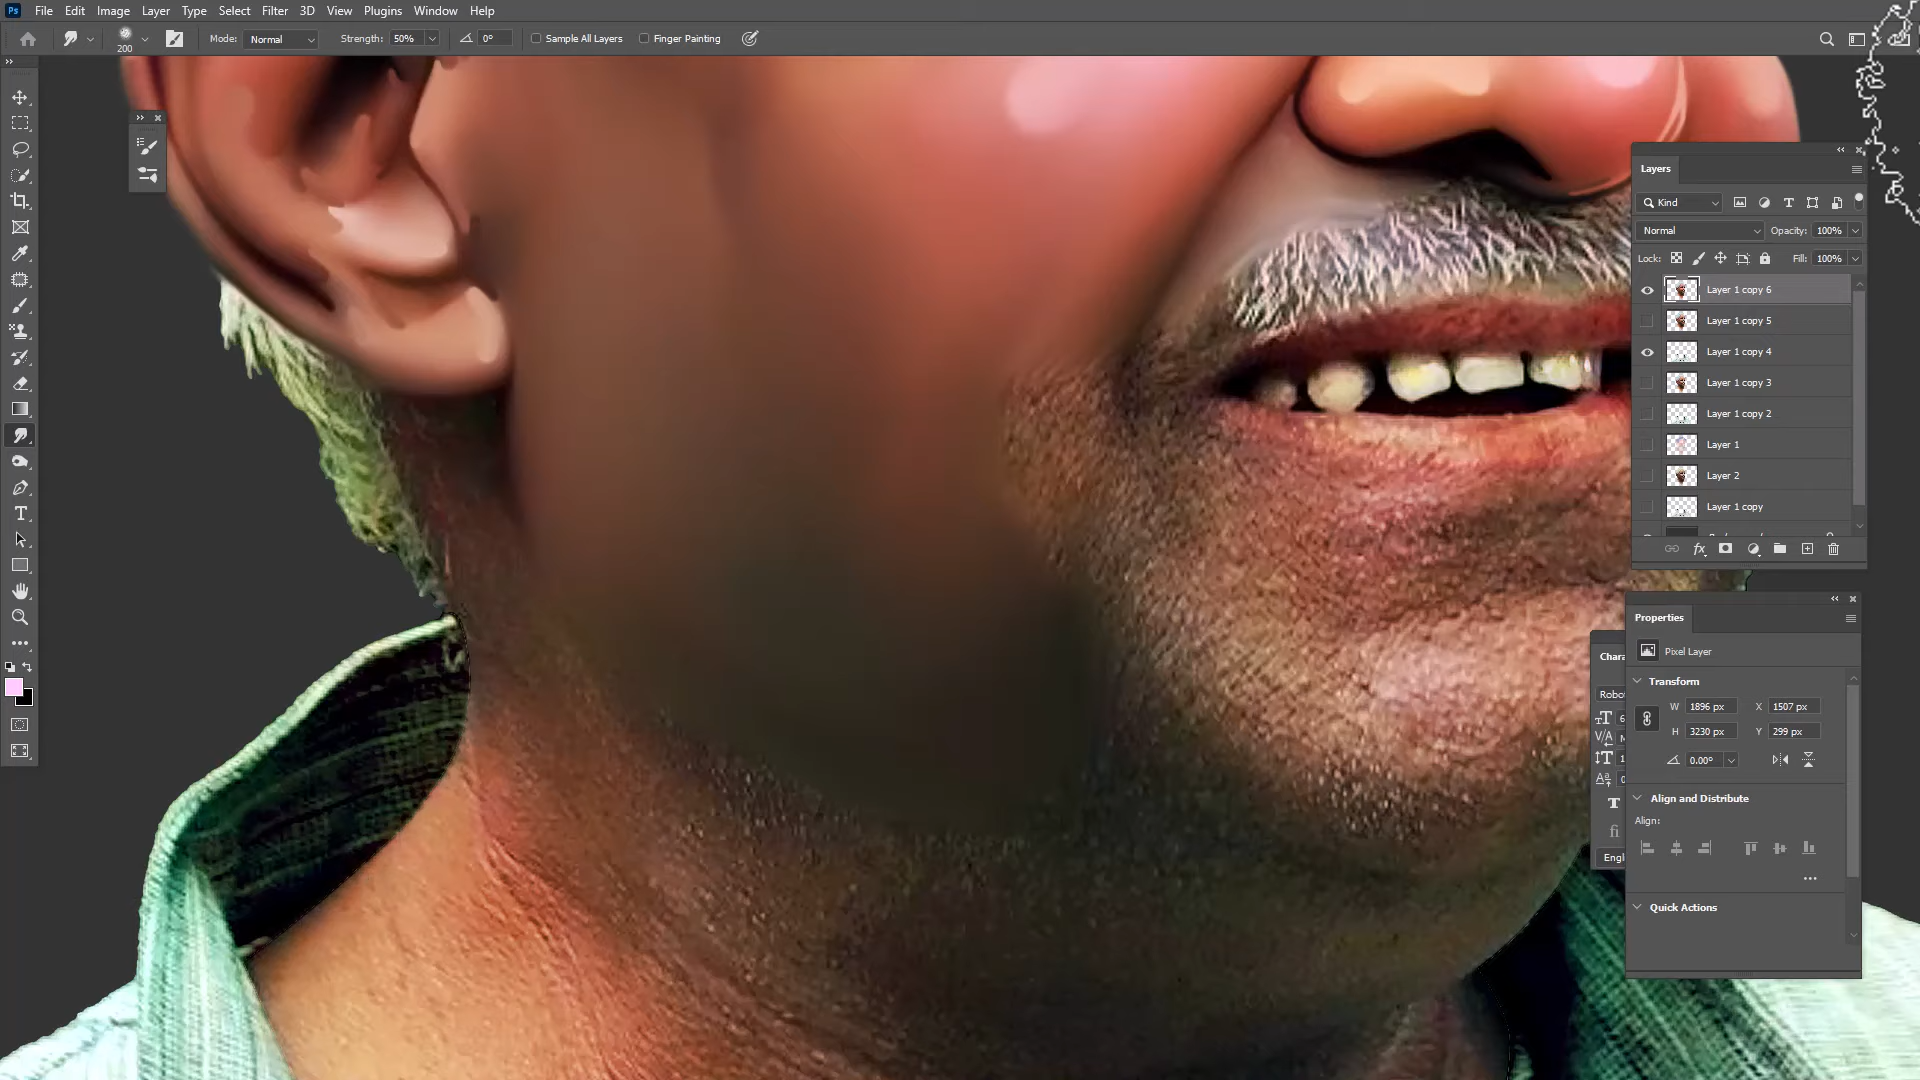 Ps File Edit Image Layer Type Select Filter 3D View Plugins Window Help
200 Mode: Normal Strength: 50% 0° Sample All Layers Finger Painting
Layers
Kind
Normal Opacity: 100%
Lock: Fill: 100%
Layer 1 copy 6
Layer 1 copy 5
Layer 1 copy 4
Layer 1 copy 3
Layer 1 copy 2
Layer 1
Layer 2
Layer 1 copy
fx
Properties
Pixel Layer
Chara
Transform
Robot
W 1896 px X 1507 px
H 3230 px Y 299 px
0.00°
Align and Distribute
Align:
fi
Engl
Quick Actions